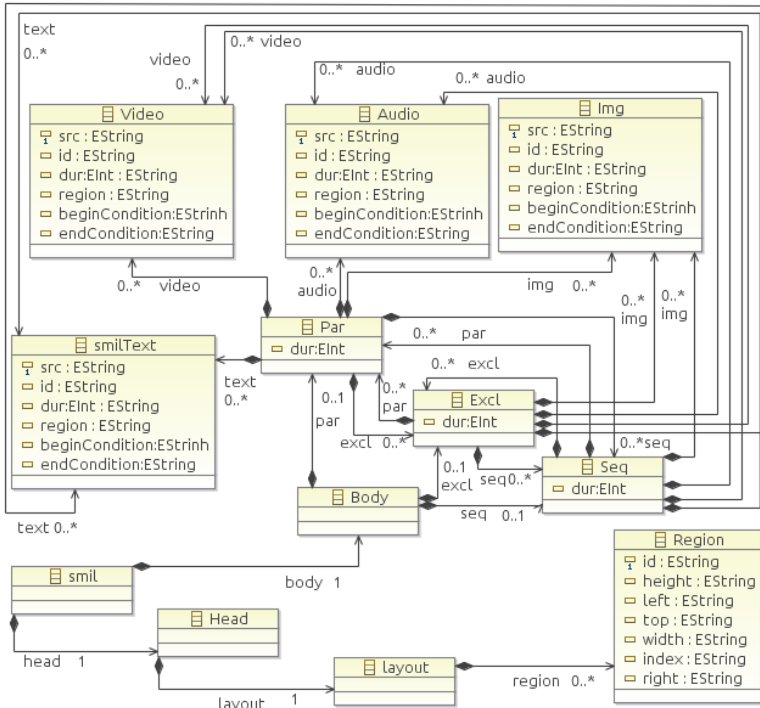 text
0..*
0..* video
video
0..*
0..* audio
0..* audio
Video
src : EString
id : EString
dur:EInt : EString
region : EString
beginCondition:EStrinh
endCondition:EString
Audio
src : EString
id : EString
dur:EInt : EString
region : EString
beginCondition:EStrinh
endCondition:EString
Img
src : EString
id : EString
dur:EInt : EString
region : EString
beginCondition:EStrinh
endCondition:EString
0..* video
0..*
audio
img 0..*
0..*
img
0..*
img
Par
dur:EInt
smilText
src : EString
id : EString
dur:EInt : EString
region : EString
beginCondition:EStrinh
endCondition:EString
text
0..*
0..* par
0..* excl
0..1
par
0..*
par
excl 0..*
Excl
dur:EInt
0..*seq
seq0..*
Seq
dur:EInt
0..1
excl
Body
seq 0..1
text 0..*
smil
body 1
Head
head 1
layout
layout 1
region 0..*
Region
id : EString
height : EString
left : EString
top : EString
width : EString
index : EString
right : EString